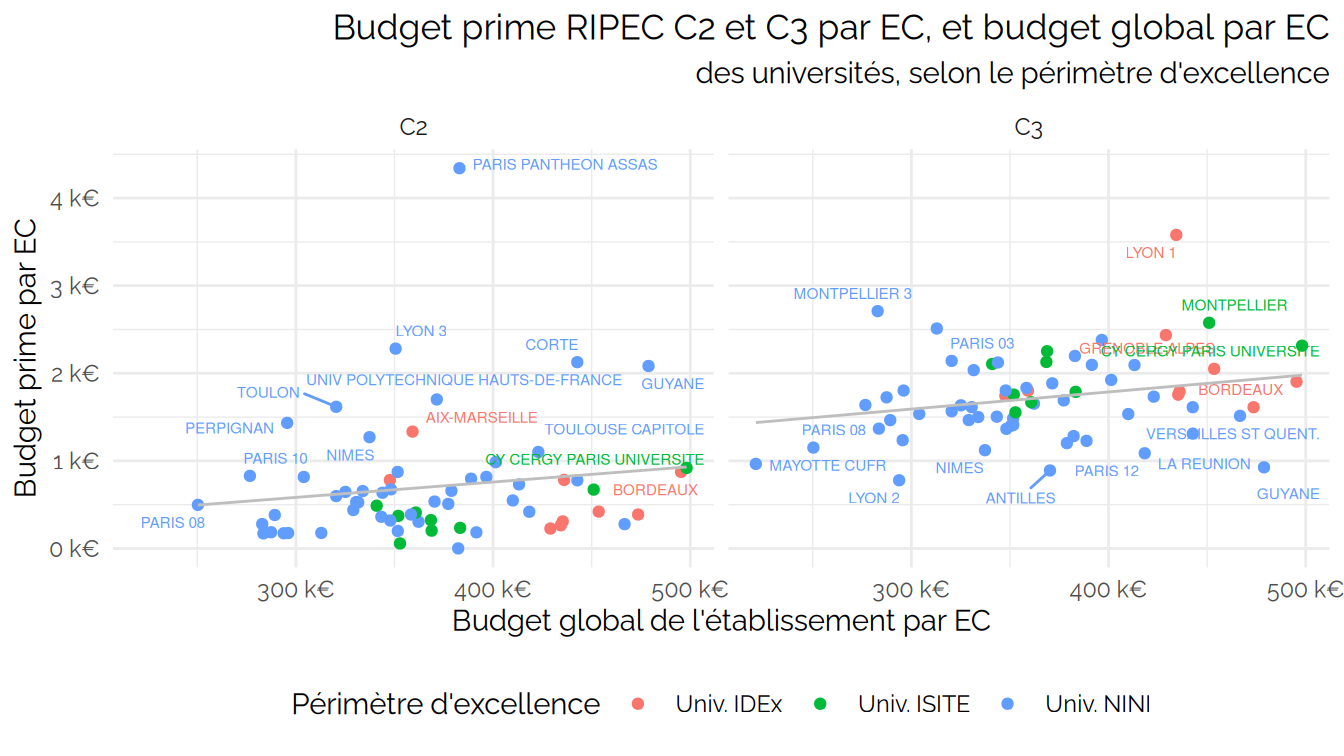 Budget prime RIPEC C2 et C3 par EC, et budget global par EC
des universités, selon le périmètre d'excellence
C2
C3
Budget prime par EC
4 k€
3 k€
2 k€
1 k€
0 k€
PARIS PANTHEON ASSAS
LYON 3
CORTE
UNIV POLYTECHNIQUE HAUTS-DE-FRANCE
GUYANE
TOULON
AIX-MARSEILLE
PERPIGNAN
TOULOUSE CAPITOLE
PARIS 10
NIMES
CY CERGY PARIS UNIVERSITE
BORDEAUX
PARIS 08
LYON 1
MONTPELLIER 3
MONTPELLIER
PARIS 03
GRENOBLE ALPES
CY CERGY PARIS UNIVERSITE
BORDEAUX
PARIS 08
VERSAILLES ST QUENT.
MAYOTTE CUFR
NIMES
PARIS 12
LA REUNION
LYON 2
ANTILLES
GUYANE
300 k€
400 k€
500 k€
300 k€
400 k€
500 k€
Budget global de l'établissement par EC
Périmètre d'excellence
Univ. IDEx
Univ. ISITE
Univ. NINI